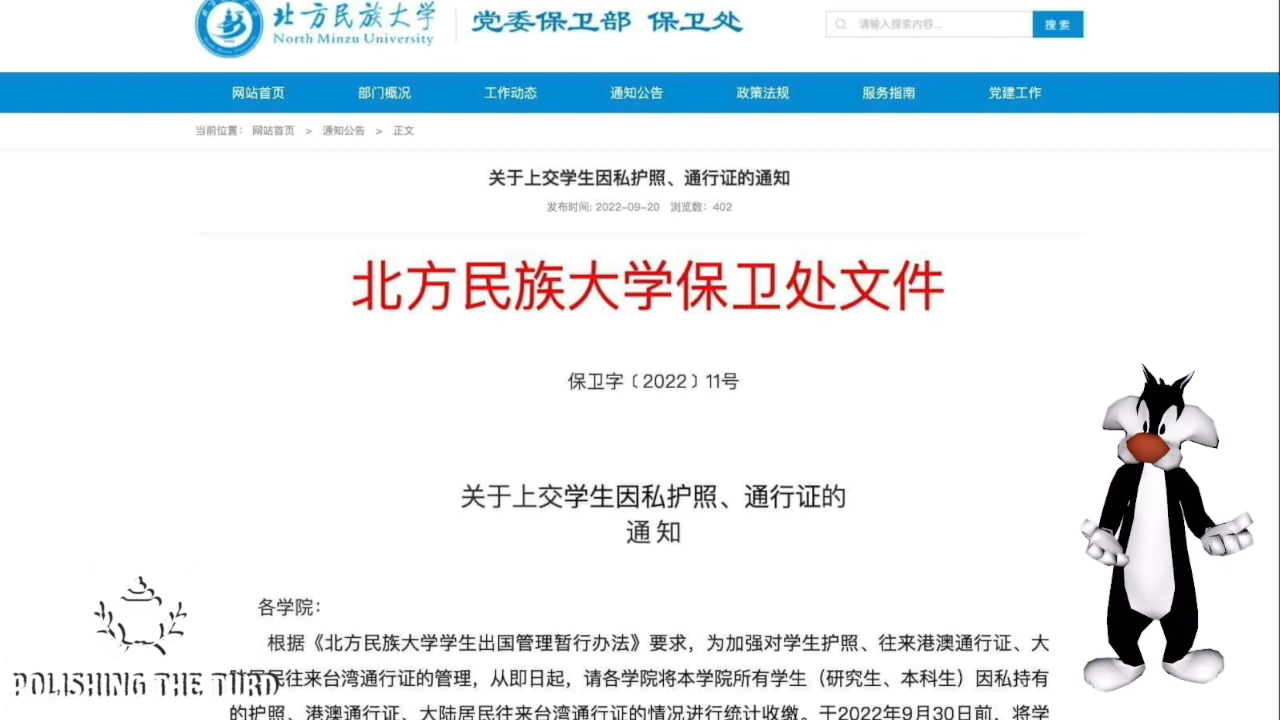 北方民族大学
North Minzu University
党委保卫部 保卫处
请输入搜索内容...
搜 索
网站首页 部门概况 工作动态 通知公告 政策法规 服务指南 党建工作
当前位置： 网站首页 > 通知公告 > 正文
关于上交学生因私护照、通行证的通知
发布时间: 2022-09-20 浏览数：402
北方民族大学保卫处文件
保卫字〔2022〕11号
关于上交学生因私护照、通行证的
通 知
各学院：
根据《北方民族大学学生出国管理暂行办法》要求，为加强对学生护照、往来港澳通行证、大
民往来台湾通行证的管理，从即日起，请各学院将本学院所有学生（研究生、本科生）因私持有
的护照、港澳通行证、大陆居民往来台湾通行证的情况进行统计收缴。于2022年9月30日前，将学
POLISHING THE TURD